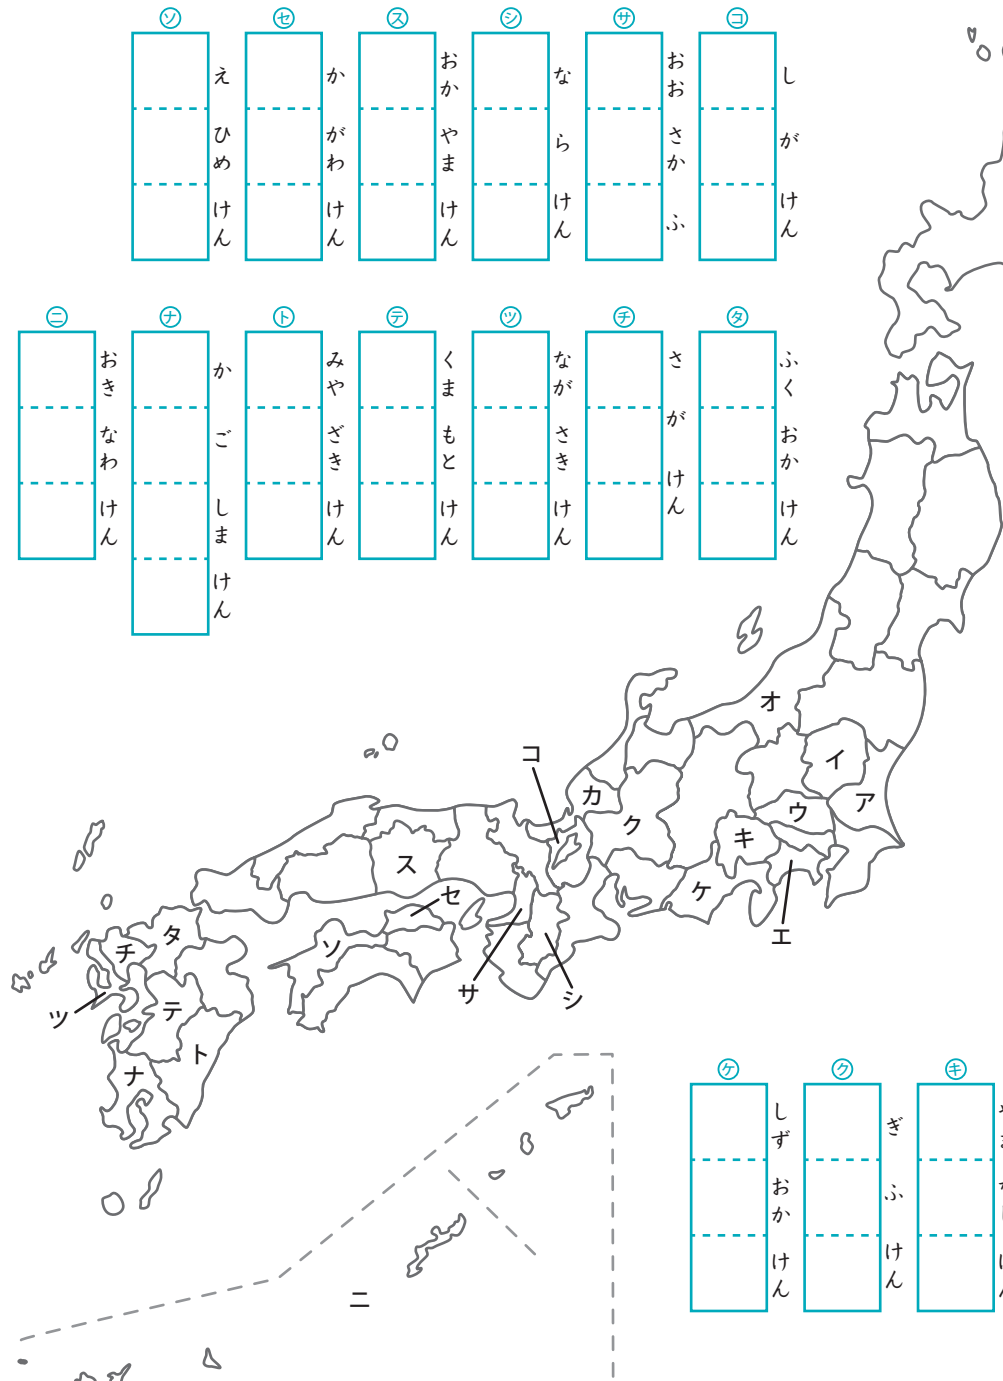 コ
しがけん
サ
おおさかふ
シ
ならけん
ス
おかやまけん
セ
かがわけん
ソ
えひめけん
タ
ふくおかけん
チ
さがけん
ツ
ながさきけん
テ
くまもとけん
ト
みやざきけん
ナ
かごしまけん
ニ
おきなわけん
オ
イ
ア
ウ
エ
カ
キ
ク
ケ
コ
サ
シ
ス
セ
ソ
タ
チ
ツ
テ
ト
ナ
ニ
キ
ク
ぎふけん
ケ
しずおかけん